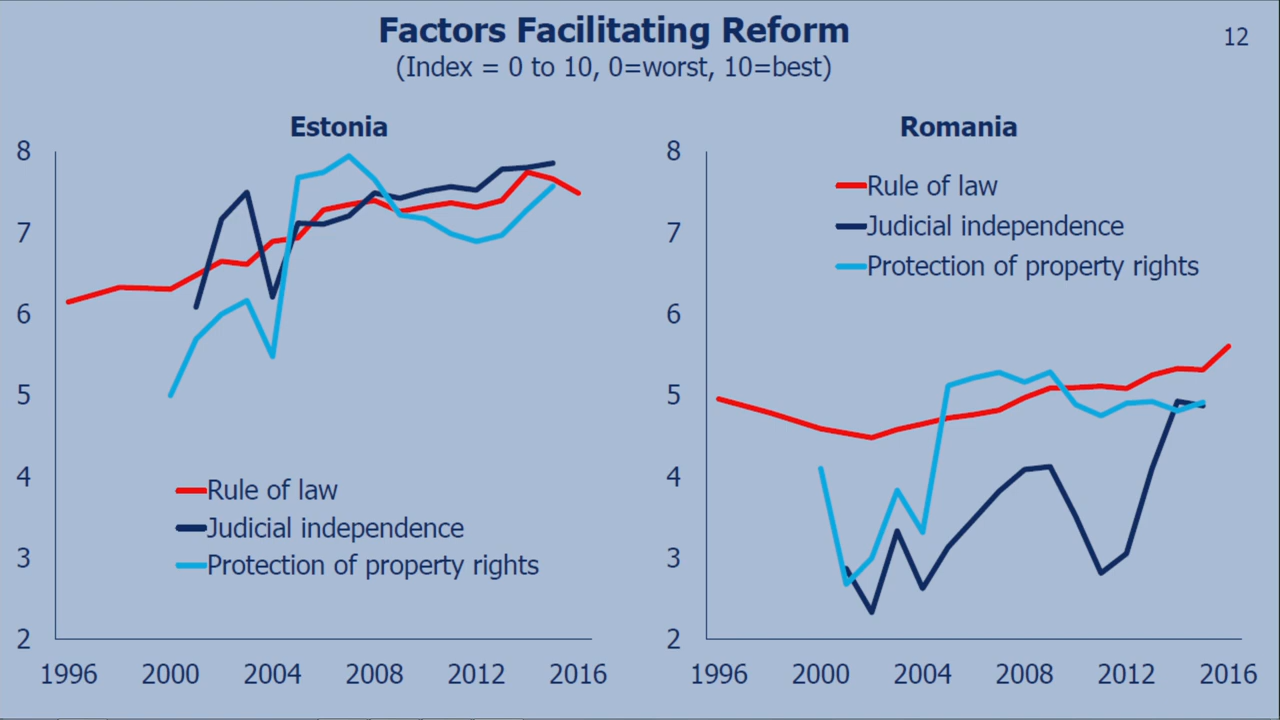 Factors Facilitating Reform
12
(Index = 0 to 10, 0=worst, 10=best)
Estonia
8
7
6
5
4
3
2
Rule of law
Judicial independence
Protection of property rights
1996 2000 2004 2008 2012 2016
Romania
8
7
6
5
4
3
2
Rule of law
Judicial independence
Protection of property rights
1996 2000 2004 2008 2012 2016